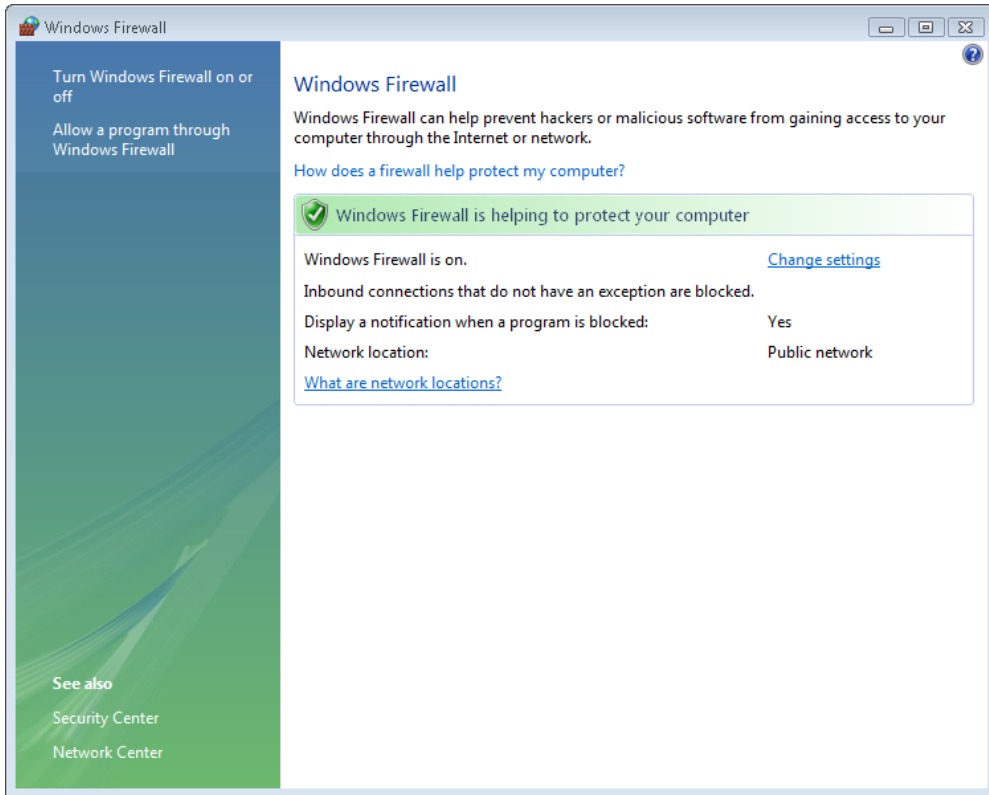 Windows Firewall
Turn Windows Firewall on or
off
Allow a program through
Windows Firewall
See also
Security Center
Network Center
Windows Firewall
Windows Firewall can help prevent hackers or malicious software from gaining access to your
computer through the Internet or network.
How does a firewall help protect my computer?
Windows Firewall is helping to protect your computer
Windows Firewall is on. Change settings
Inbound connections that do not have an exception are blocked.
Display a notification when a program is blocked: Yes
Network location: Public network
What are network locations?